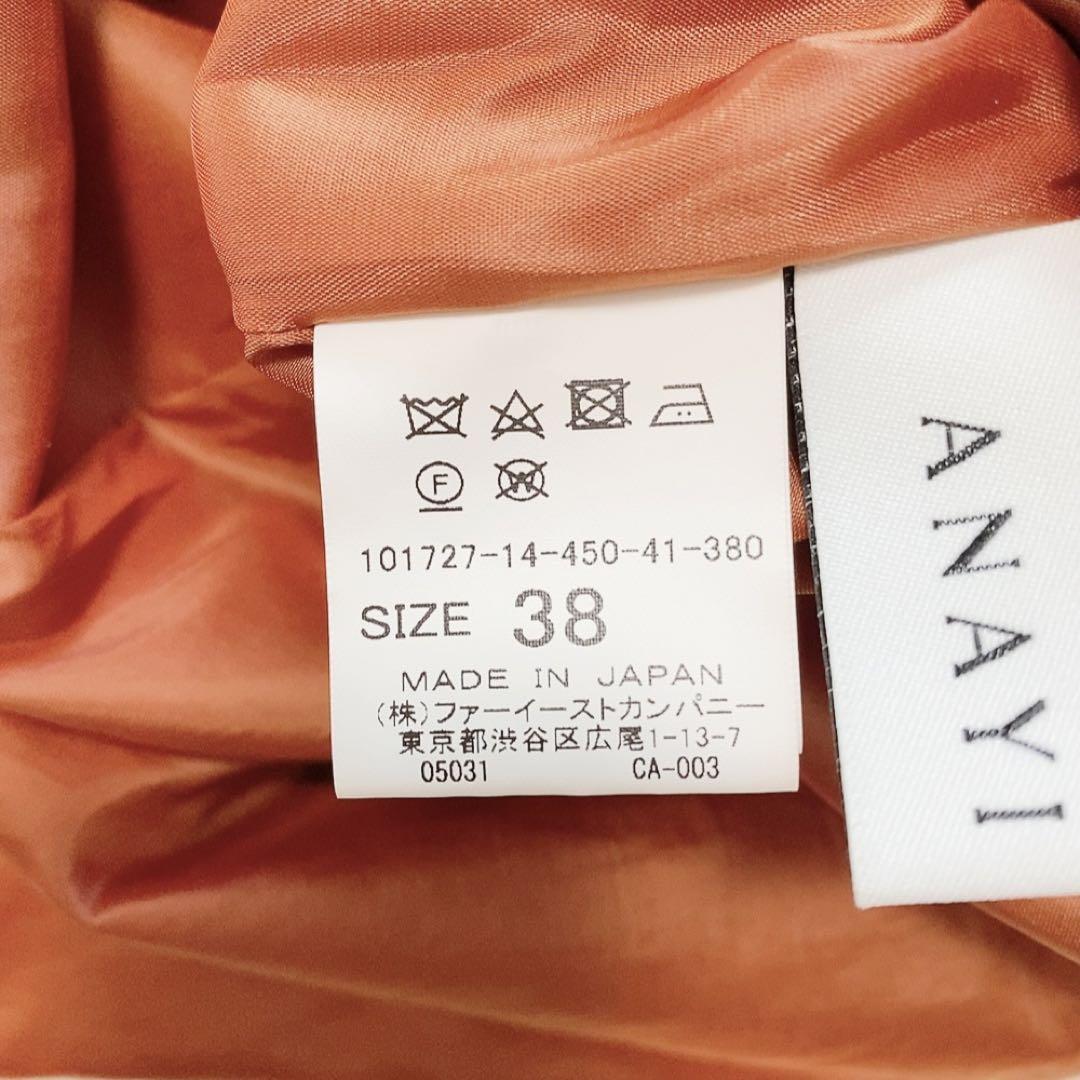 F
W
101727-14-450-41-380
SIZE 38
MADE IN JAPAN
(株)ファーイーストカンパニー
東京都渋谷区広尾1-13-7
05031 CA-003
ANAYI